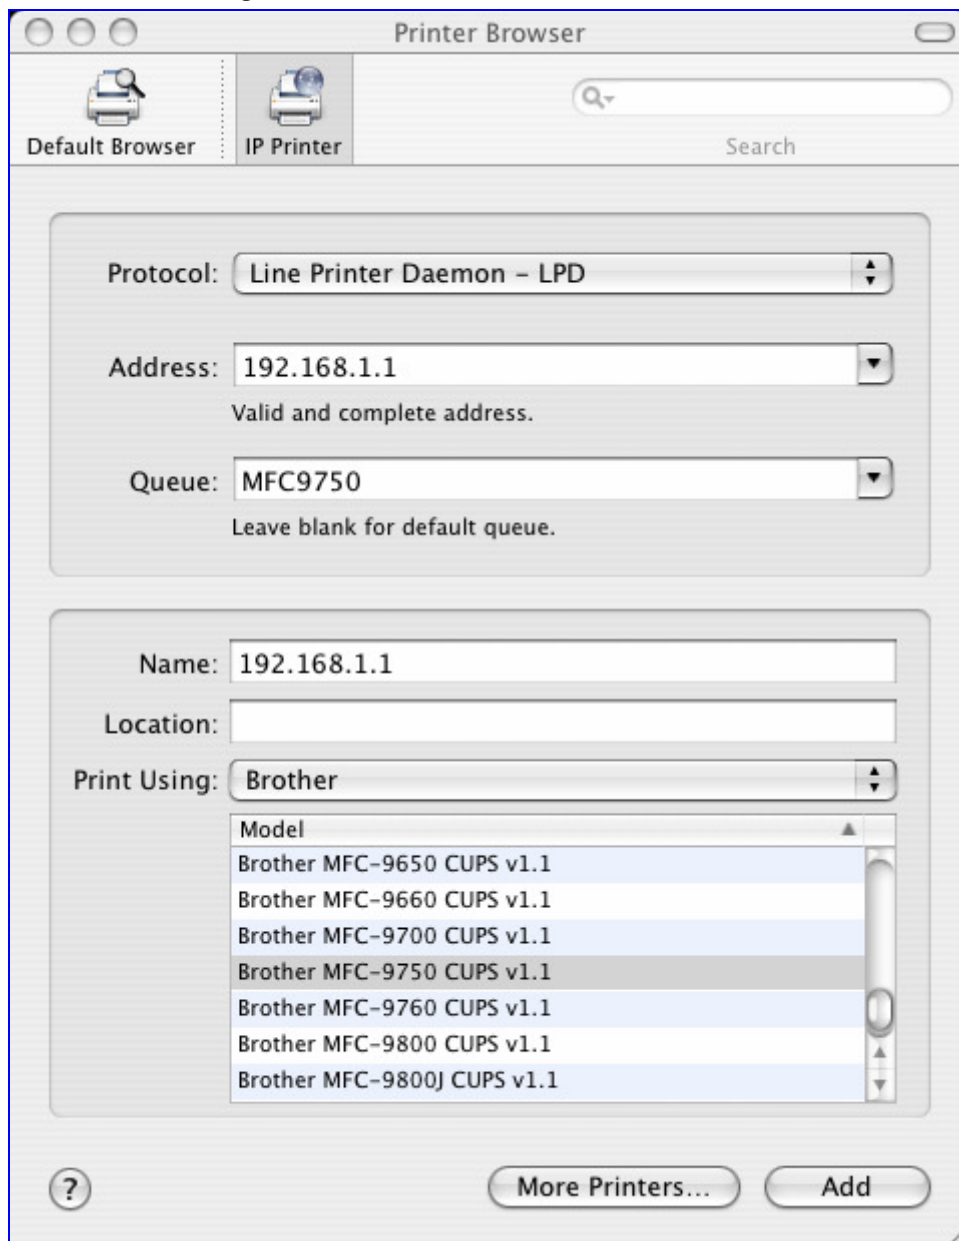 Printer Browser
Default Browser
IP Printer
Search
Protocol: Line Printer Daemon – LPD
Address: 192.168.1.1
Valid and complete address.
Queue: MFC9750
Leave blank for default queue.
Name: 192.168.1.1
Location:
Print Using: Brother
Model
Brother MFC-9650 CUPS v1.1
Brother MFC-9660 CUPS v1.1
Brother MFC-9700 CUPS v1.1
Brother MFC-9750 CUPS v1.1
Brother MFC-9760 CUPS v1.1
Brother MFC-9800 CUPS v1.1
Brother MFC-9800J CUPS v1.1
? More Printers... Add